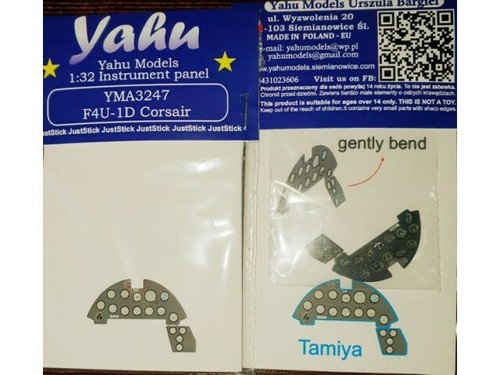 Yahu
Yahu Models
1:32 Instrument panel
YMA3247
F4U-1D Corsair
JustStick JustStick JustStick JustStick JustStick
Yahu Models Urszula Bargiel
ul. Wyzwolenia 20
-103 Siemianowice Śl.
MADE IN POLAND - EU
e-mail: yahumodels@wp.pl
yahumodels@gmail.com
www.yahumodels.siemianowice.com
431023606 Visit us on FB:
Produkt przeznaczony dla osób powyżej 14 roku życia. To nie jest zabawka.
Chronić przed dziećmi. Zawiera bardzo małe elementy o ostrych krawędziach.
This product is suitable for ages over 14 only. THIS IS NOT A TOY.
Keep out of the reach of children. It contains very small parts with sharp edges.
gently bend
Tamiya